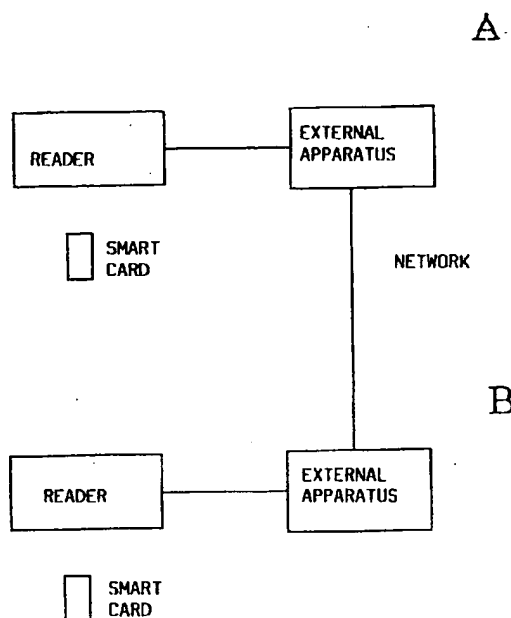 A
READER
EXTERNAL
APPARATUS
SMART
CARD
NETWORK
B
READER
EXTERNAL
APPARATUS
SMART
CARD